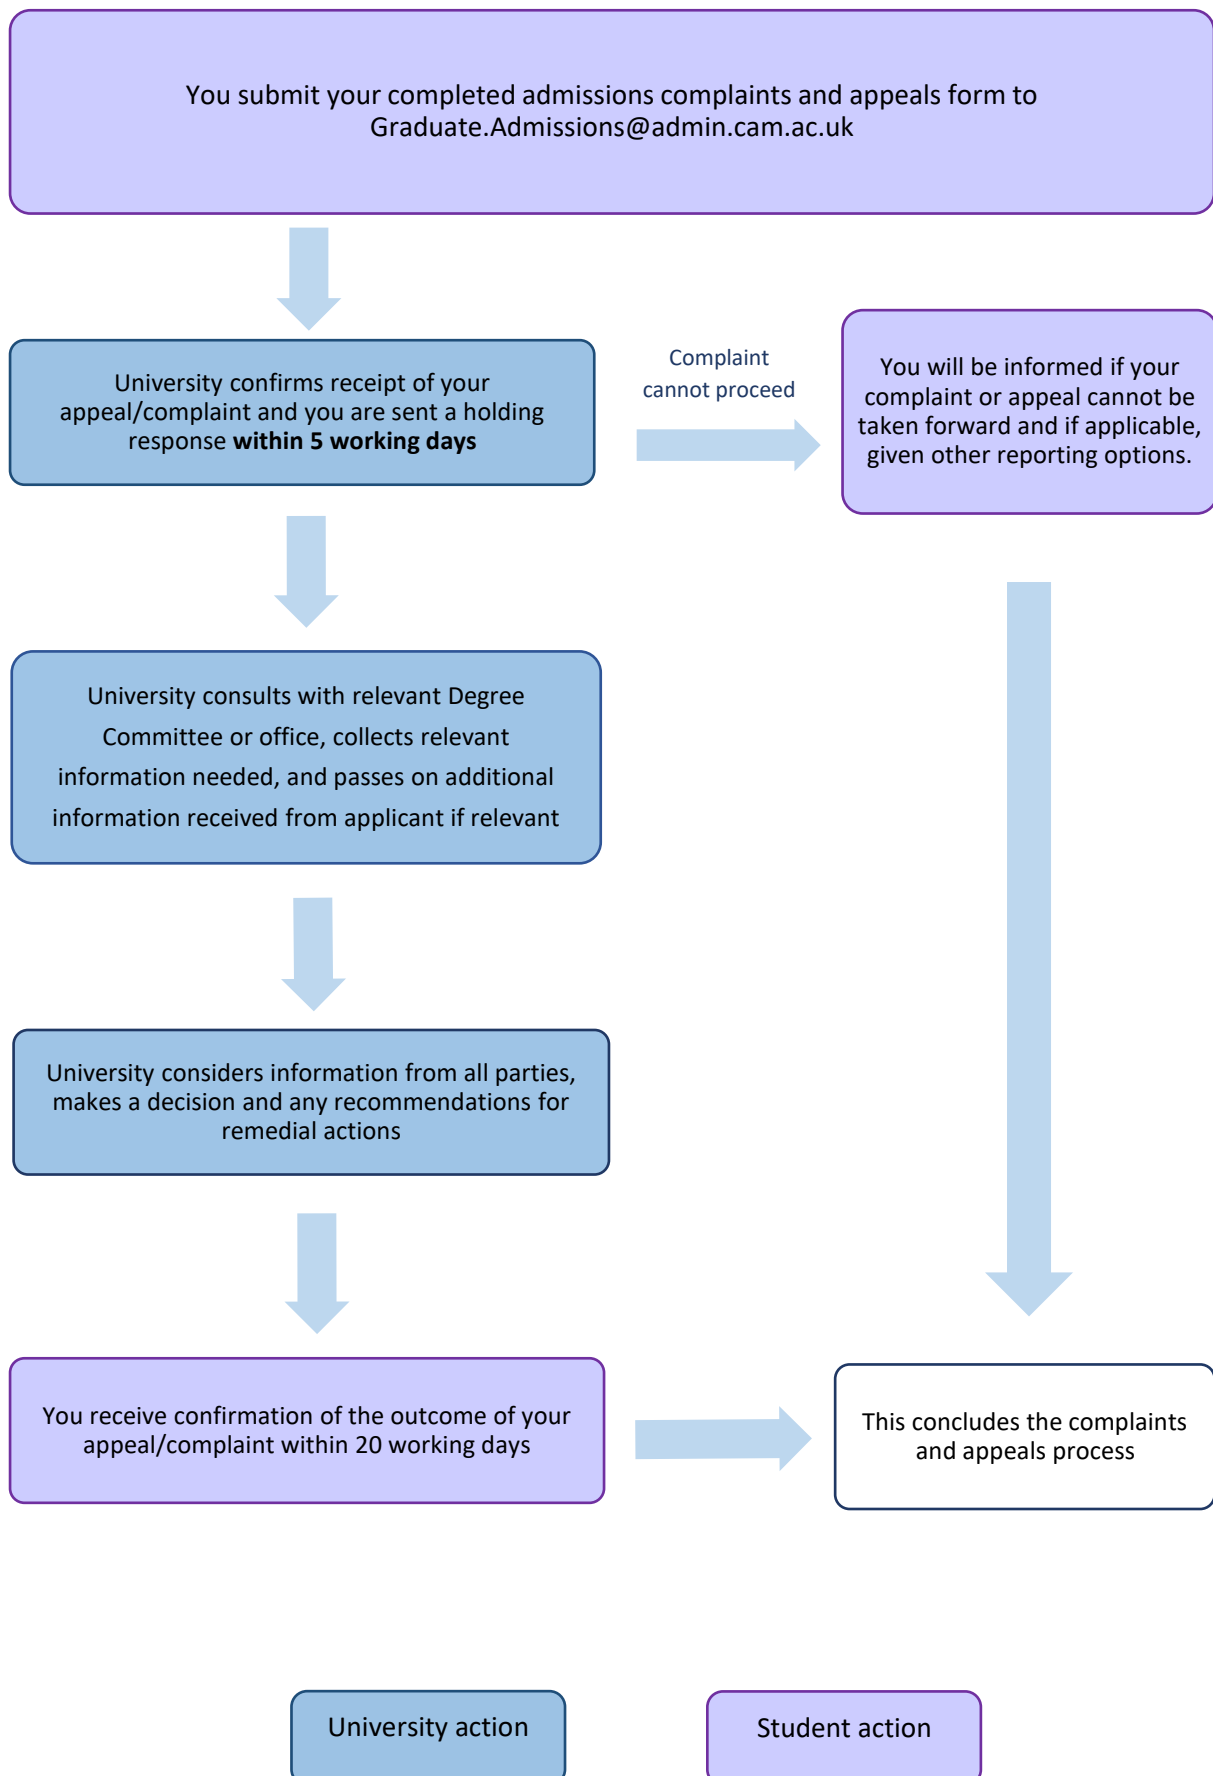 You submit your completed admissions complaints and appeals form to
Graduate.Admissions@admin.cam.ac.uk
University confirms receipt of your
appeal/complaint and you are sent a holding
response within 5 working days
Complaint
cannot proceed
You will be informed if your
complaint or appeal cannot be
taken forward and if applicable,
given other reporting options.
University consults with relevant Degree
Committee or office, collects relevant
information needed, and passes on additional
information received from applicant if relevant
University considers information from all parties,
makes a decision and any recommendations for
remedial actions
You receive confirmation of the outcome of your
appeal/complaint within 20 working days
This concludes the complaints
and appeals process
University action
Student action